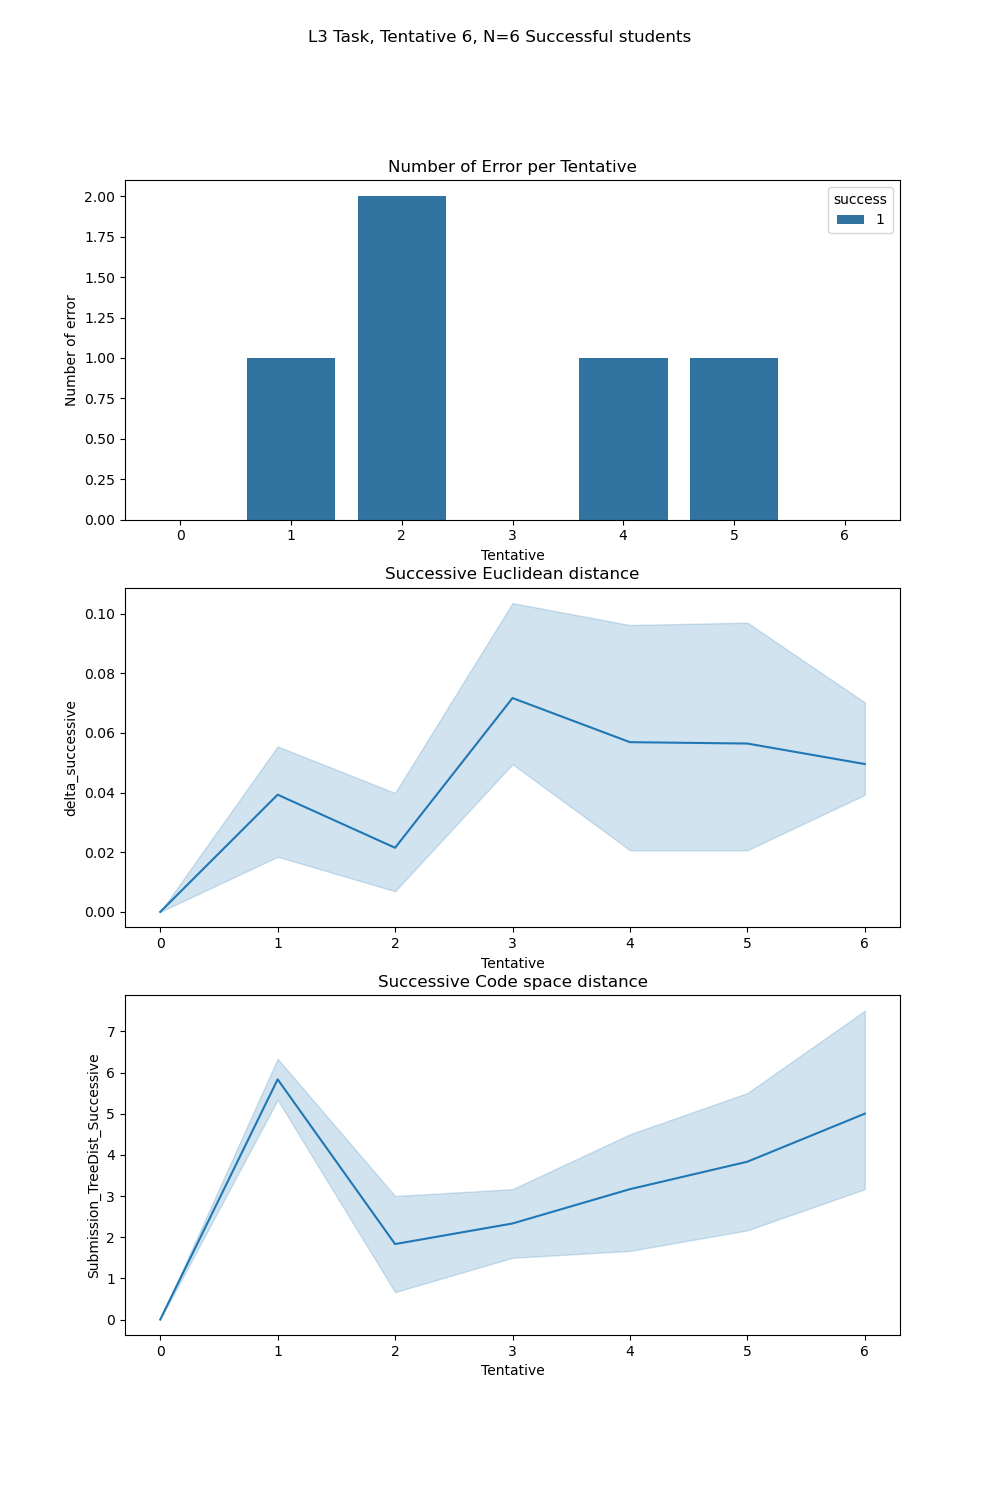 L3 Task, Tentative 6, N=6 Successful students
Number of Error per Tentative
success
1
Number of error
2.00
1.75
1.50
1.25
1.00
0.75
0.50
0.25
0.00
0 1 2 3 4 5 6
Tentative
Successive Euclidean distance
delta_successive
0.10
0.08
0.06
0.04
0.02
0.00
0 1 2 3 4 5 6
Tentative
Successive Code space distance
Submission_TreeDist_Successive
7
6
5
4
3
2
1
0
0 1 2 3 4 5 6
Tentative